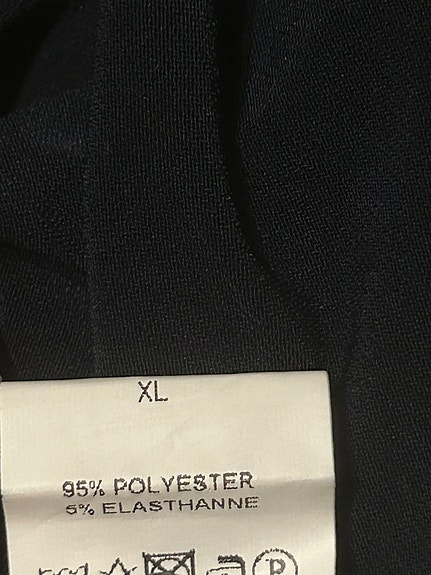 XL
95% POLYESTER
5% ELASTHANNE
P